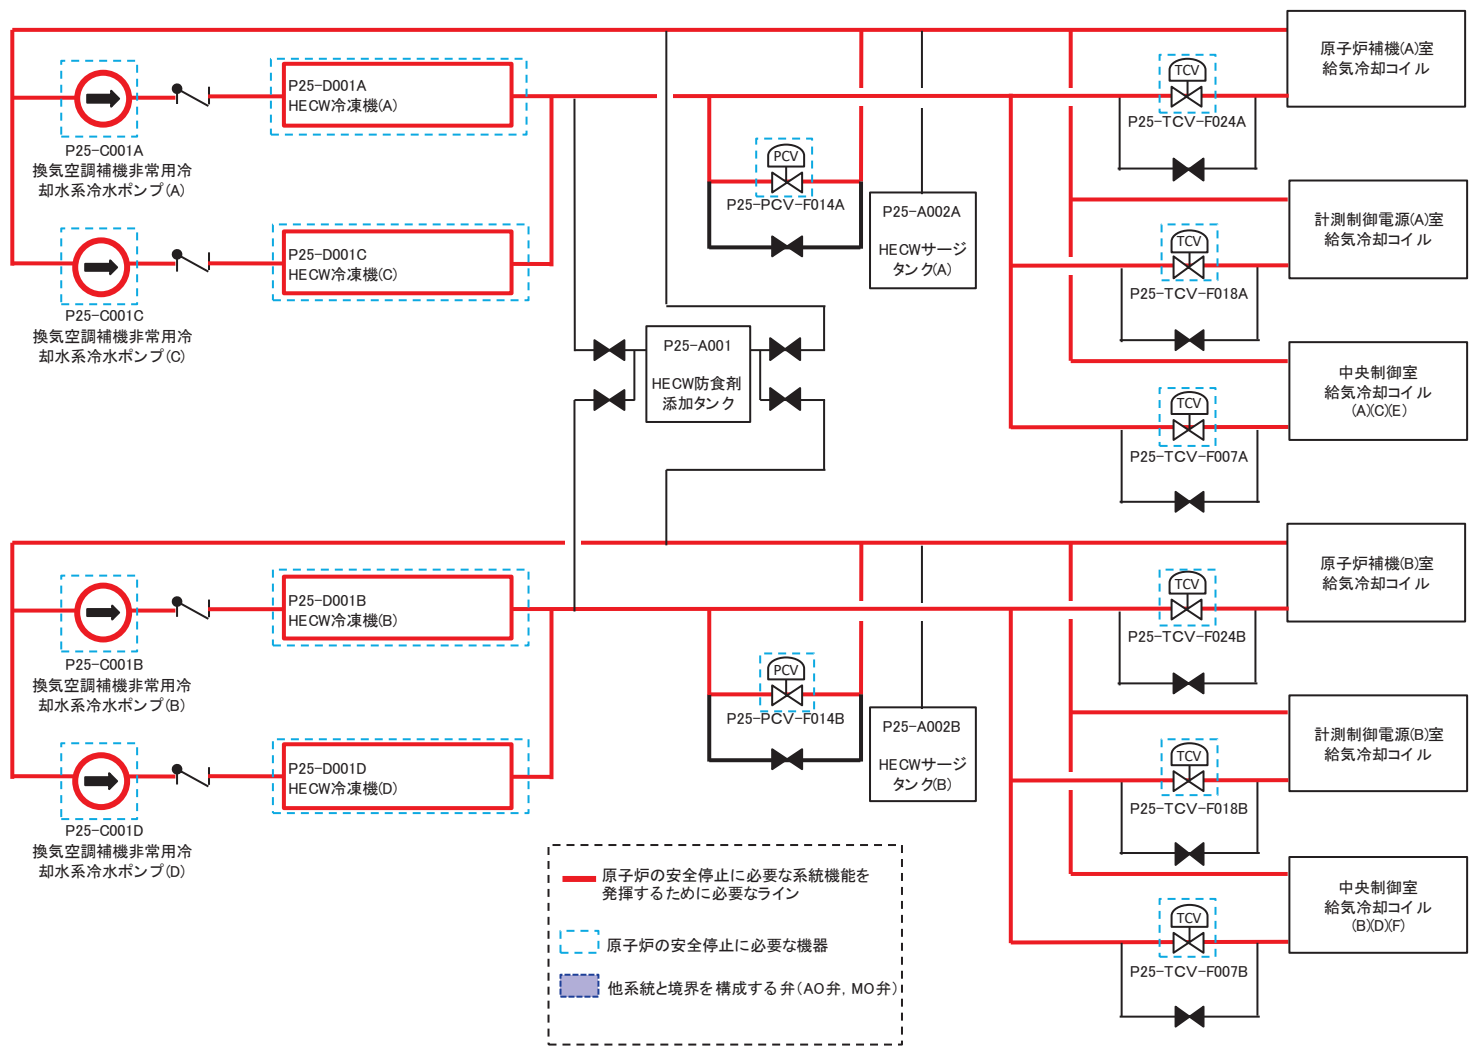 P25-C001A
換気空調補機非常用冷
却水系冷水ポンプ(A)
P25-D001A
HECW冷凍機(A)
P25-C001C
換気空調補機非常用冷
却水系冷水ポンプ(C)
P25-D001C
HECW冷凍機(C)
PCV
P25-PCV-F014A
P25-A002A
HECWサージ
タンク(A)
P25-A001
HECW防食剤
添加タンク
TCV
P25-TCV-F024A
原子炉補機(A)室
給気冷却コイル
TCV
P25-TCV-F018A
計測制御電源(A)室
給気冷却コイル
TCV
P25-TCV-F007A
中央制御室
給気冷却コイル
(A)(C)(E)
P25-C001B
換気空調補機非常用冷
却水系冷水ポンプ(B)
P25-D001B
HECW冷凍機(B)
P25-C001D
換気空調補機非常用冷
却水系冷水ポンプ(D)
P25-D001D
HECW冷凍機(D)
PCV
P25-PCV-F014B
P25-A002B
HECWサージ
タンク(B)
TCV
P25-TCV-F024B
原子炉補機(B)室
給気冷却コイル
TCV
P25-TCV-F018B
計測制御電源(B)室
給気冷却コイル
TCV
P25-TCV-F007B
中央制御室
給気冷却コイル
(B)(D)(F)
原子炉の安全停止に必要な系統機能を
発揮するために必要なライン
原子炉の安全停止に必要な機器
他系統と境界を構成する弁(AO弁, MO弁)